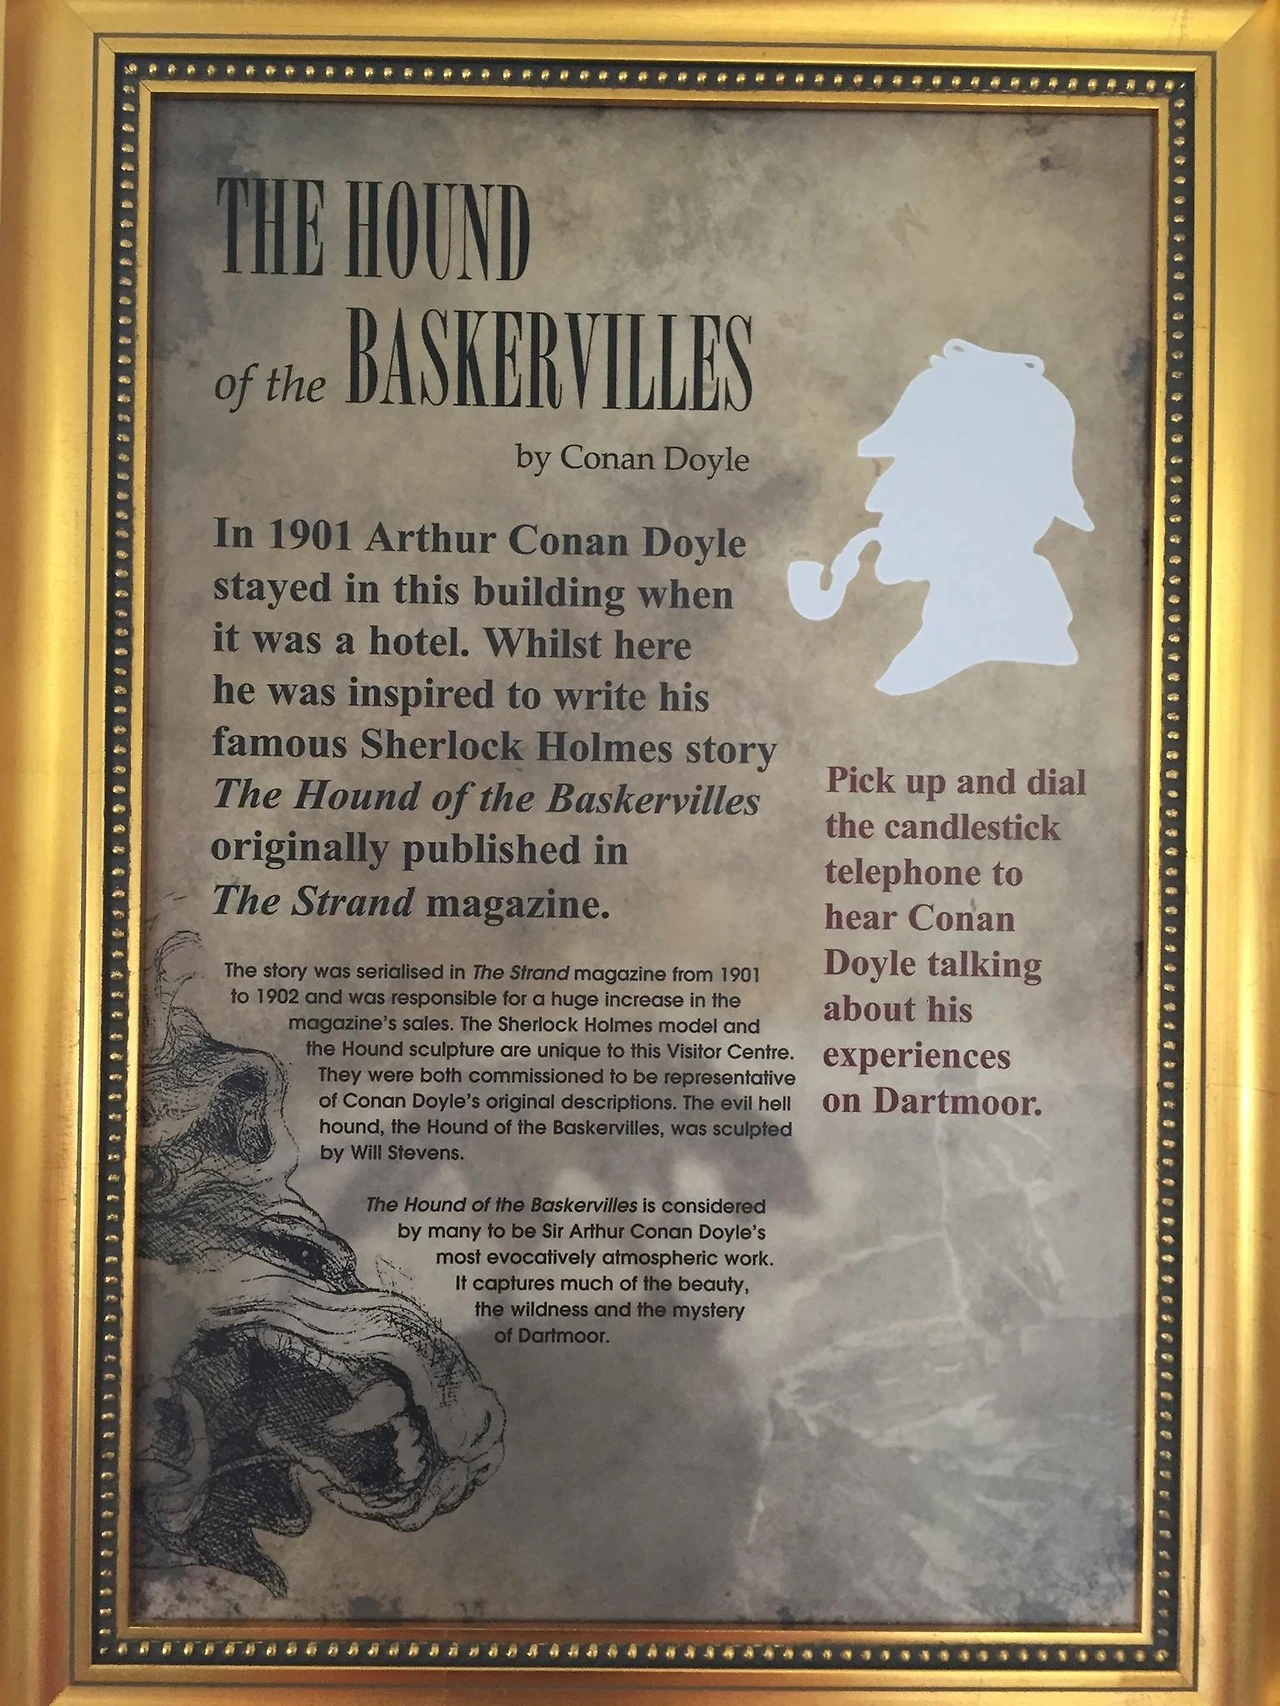 THE HOUND
of the BASKERVILLES
by Conan Doyle
In 1901 Arthur Conan Doyle
stayed in this building when
it was a hotel. Whilst here
he was inspired to write his
famous Sherlock Holmes story
The Hound of the Baskervilles
originally published in
The Strand magazine.
The story was serialised in The Strand magazine from 1901
to 1902 and was responsible for a huge increase in the
magazine's sales. The Sherlock Holmes model and
the Hound sculpture are unique to this Visitor Centre.
They were both commissioned to be representative
of Conan Doyle's original descriptions. The evil hell
hound, the Hound of the Baskervilles, was sculpted
by Will Stevens.
The Hound of the Baskervilles is considered
by many to be Sir Arthur Conan Doyle's
most evocatively atmospheric work.
It captures much of the beauty,
the wildness and the mystery
of Dartmoor.
Pick up and dial
the candlestick
telephone to
hear Conan
Doyle talking
about his
experiences
on Dartmoor.